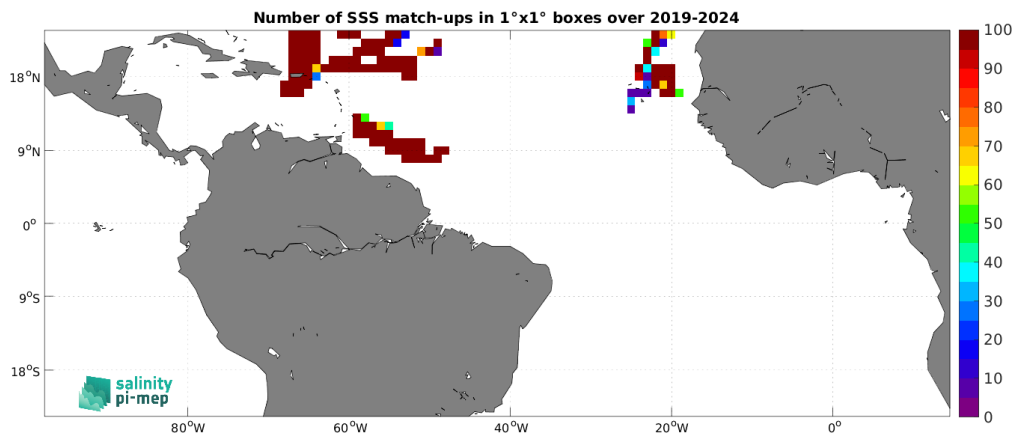 Number of SSS match-ups in 1°x1° boxes over 2019-2024
18°N
9°N
0°
9°S
18°S
80°W
60°W
40°W
20°W
0°
100
90
80
70
60
50
40
30
20
10
0
salinity
pi-mep